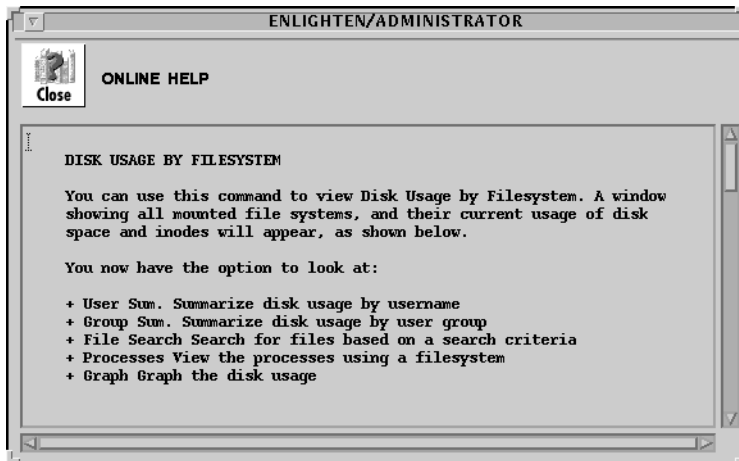 ENLIGHTEN/ADMINISTRATOR
Close
ONLINE HELP
DISK USAGE BY FILESYSTEM
You can use this command to view Disk Usage by Filesystem. A window
showing all mounted file systems, and their current usage of disk
space and inodes will appear, as shown below.
You now have the option to look at:
+ User Sum. Summarize disk usage by username
+ Group Sum. Summarize disk usage by user group
+ File Search Search for files based on a search criteria
+ Processes View the processes using a filesystem
+ Graph Graph the disk usage